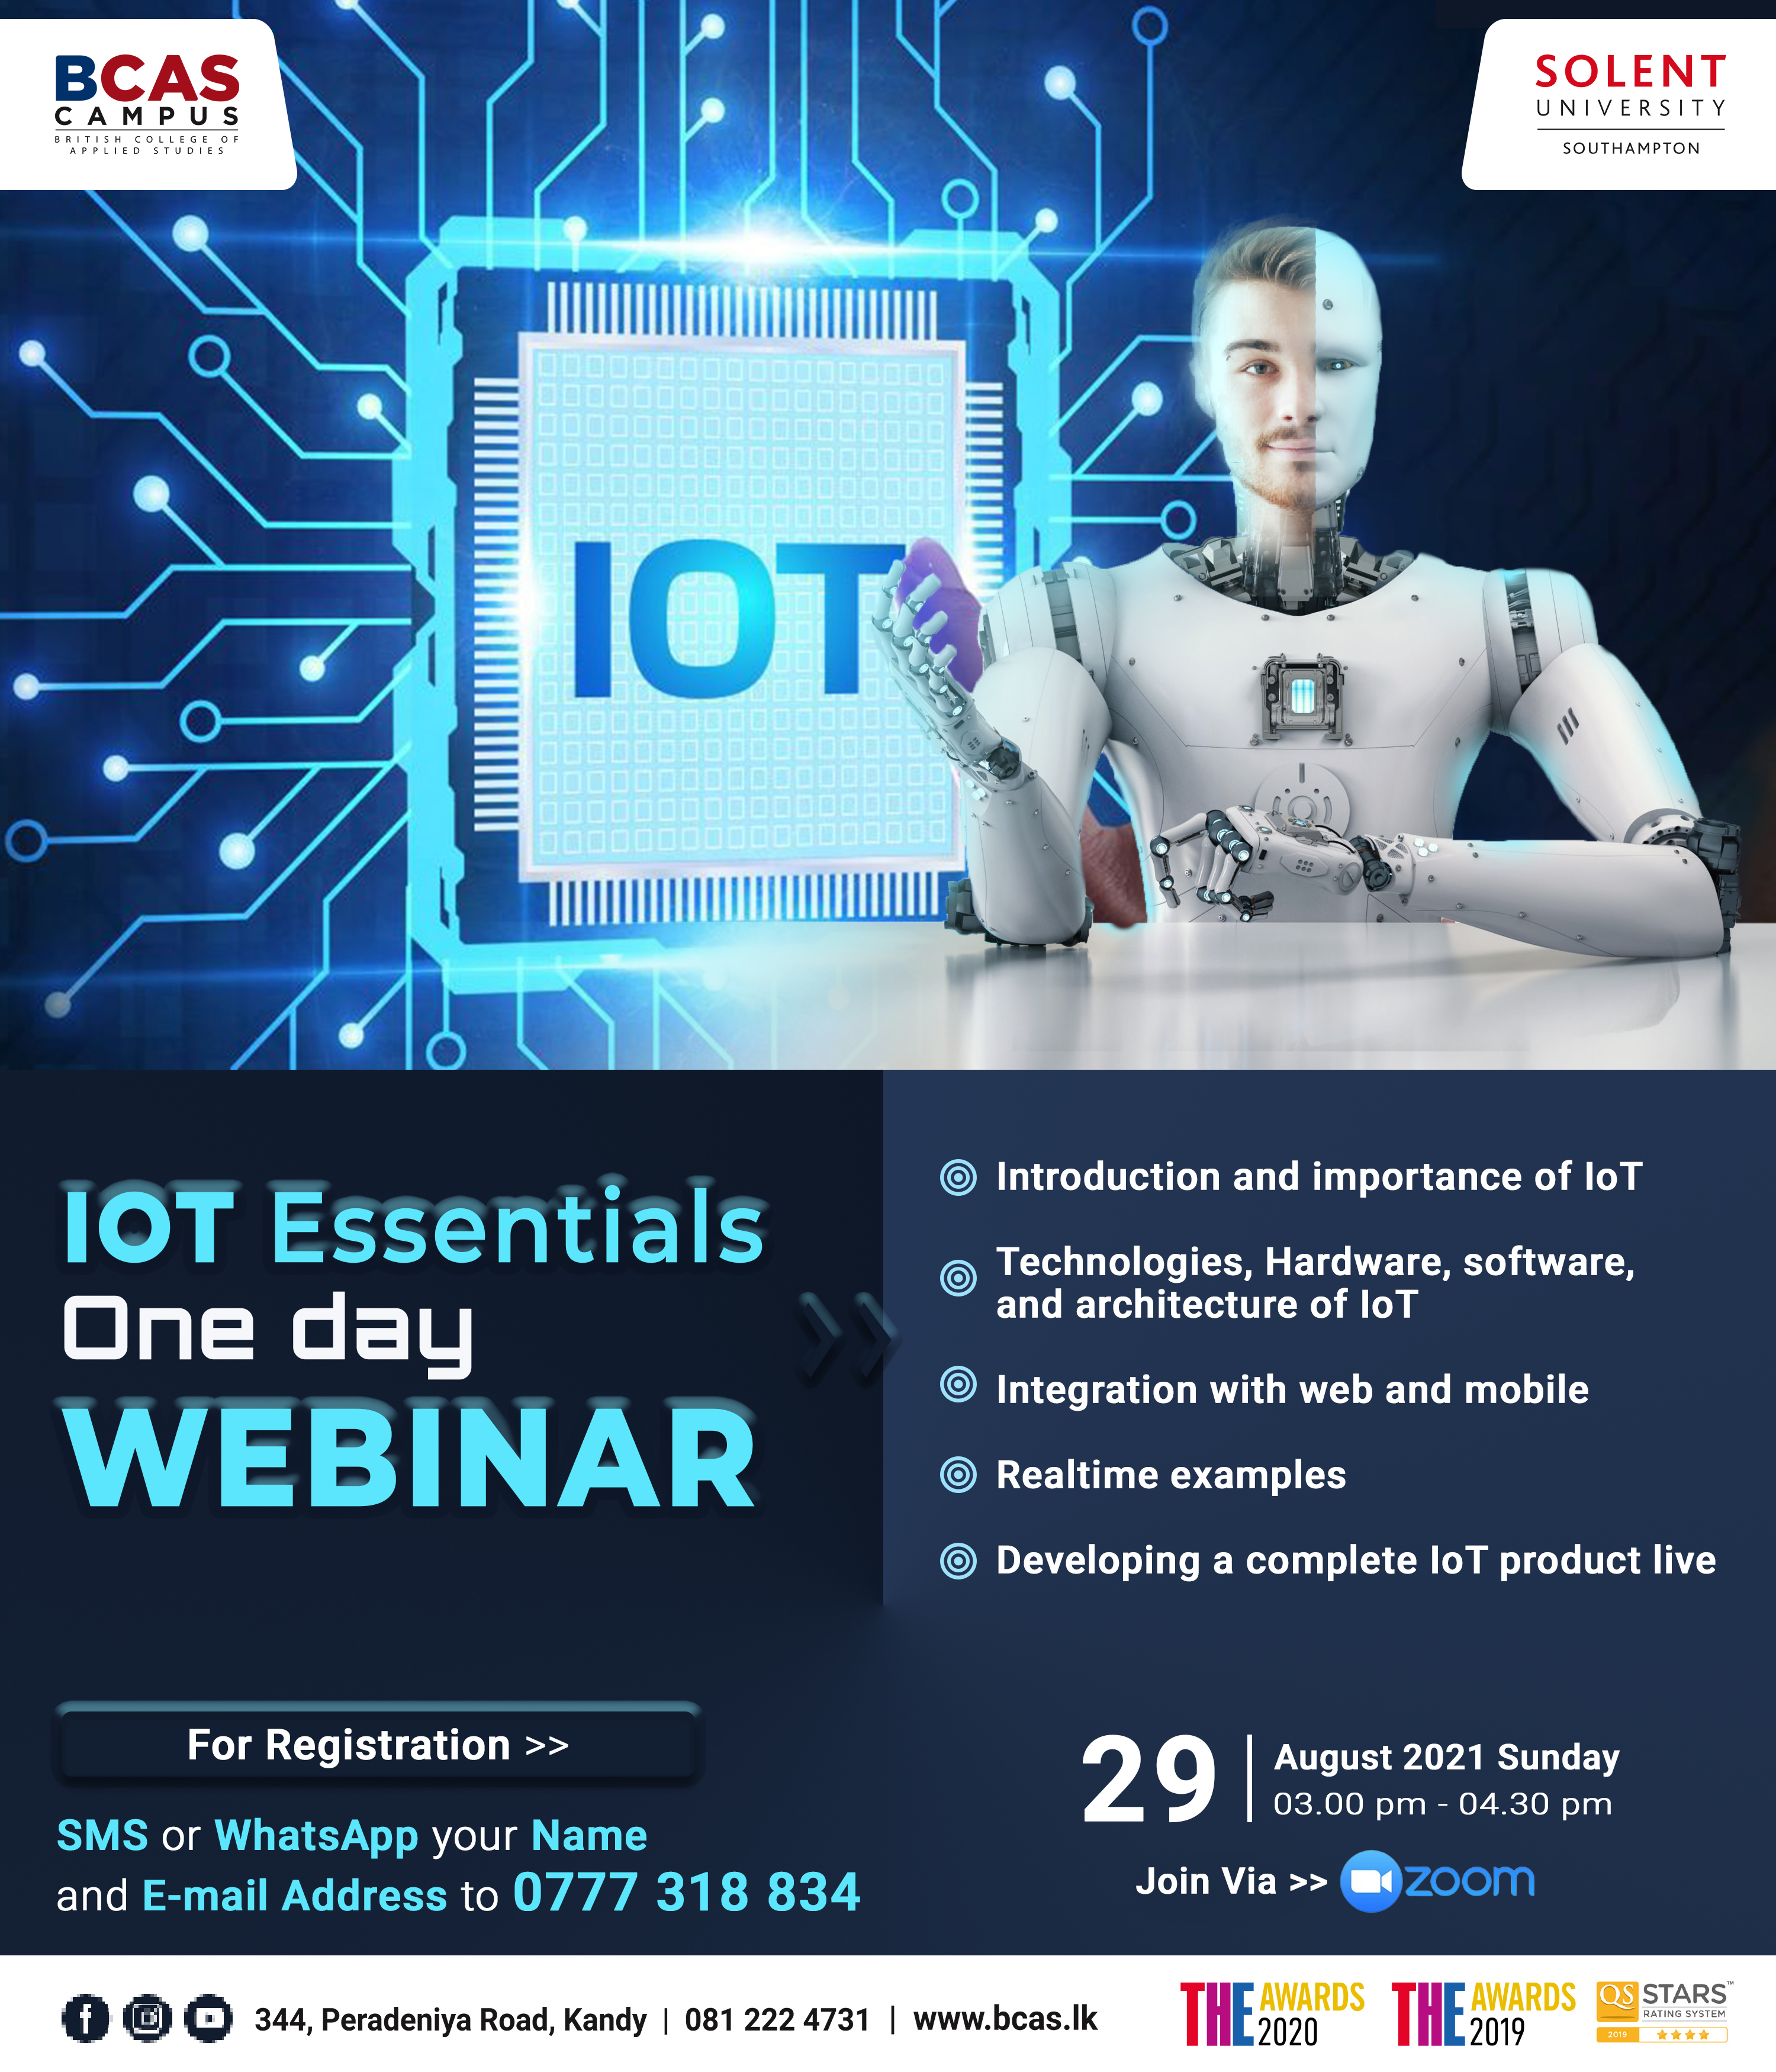 BCAS
CAMPUS
BRITISH COLLEGE OF
APPLIED STUDIES
SOLENT
UNIVERSITY
SOUTHAMPTON
IOT
IOT Essentials
One day
WEBINAR
Introduction and importance of IoT
Technologies, Hardware, software,
and architecture of IoT
Integration with web and mobile
Realtime examples
Developing a complete IoT product live
For Registration >>
SMS or WhatsApp your Name
and E-mail Address to 0777 318 834
29
August 2021 Sunday
03.00 pm - 04.30 pm
Join Via >> zoom
344, Peradeniya Road, Kandy | 081 222 4731 | www.bcas.lk
THE AWARDS 2020
THE AWARDS 2019
QS STARS™
RATING SYSTEM
2019